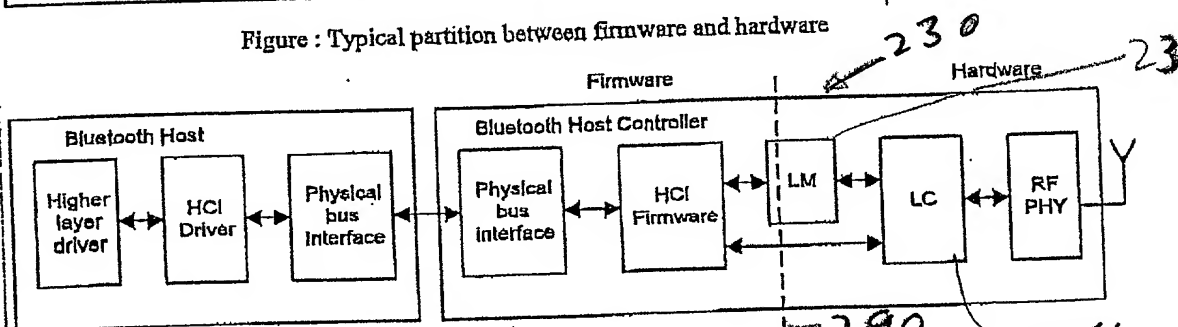 Figure : Typical partition between firmware and hardware
230
23
Firmware
Hardware
Bluetooth Host
Bluetooth Host Controller
Higher
layer
driver
HCI
Driver
Physical
bus
Interface
Physical
bus
interface
HCI
Firmware
LM
LC
RF
PHY
290